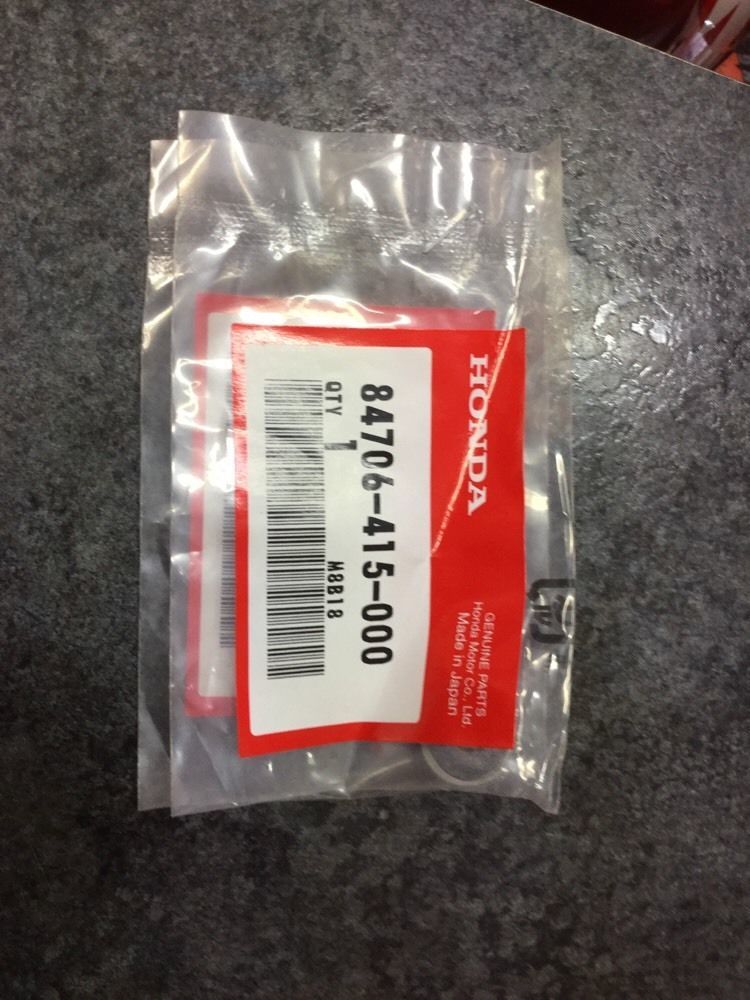 HONDA
GENUINE PARTS
Honda Motor Co., Ltd.
Made in Japan
84706-415-000
QTY 1 M8B18